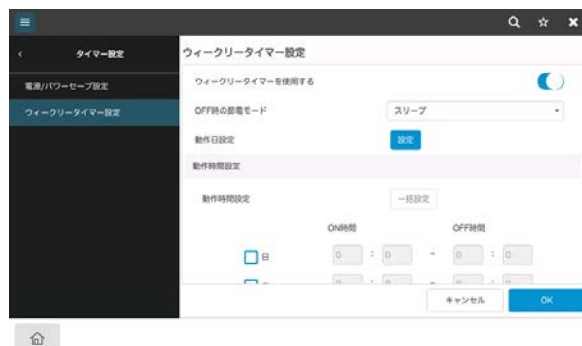 タイマー設定
電源/パワーセーブ設定
ウィークリータイマー設定
ウィークリータイマー設定
ウィークリータイマーを使用する
OFF時の節電モード
スリープ
動作日設定
設定
動作時間設定
動作時間設定
一括設定
ON時間 OFF時間
日 0 : 0 ~ 0 : 0
キャンセル OK